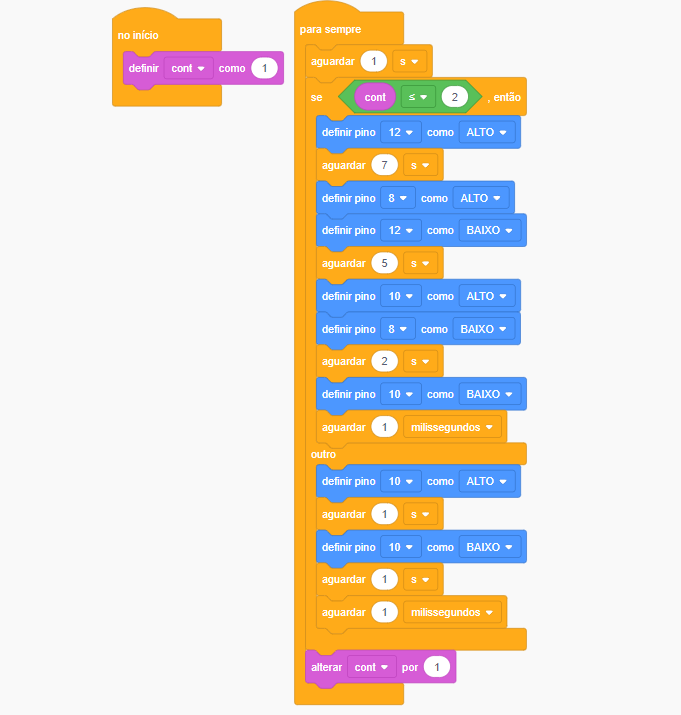 no início
definir cont como 1
para sempre
aguardar 1 s
se cont ≤ 2 , então
definir pino 12 como ALTO
aguardar 7 s
definir pino 8 como ALTO
definir pino 12 como BAIXO
aguardar 5 s
definir pino 10 como ALTO
definir pino 8 como BAIXO
aguardar 2 s
definir pino 10 como BAIXO
aguardar 1 milissegundos
outro
definir pino 10 como ALTO
aguardar 1 s
definir pino 10 como BAIXO
aguardar 1 s
aguardar 1 milissegundos
alterar cont por 1